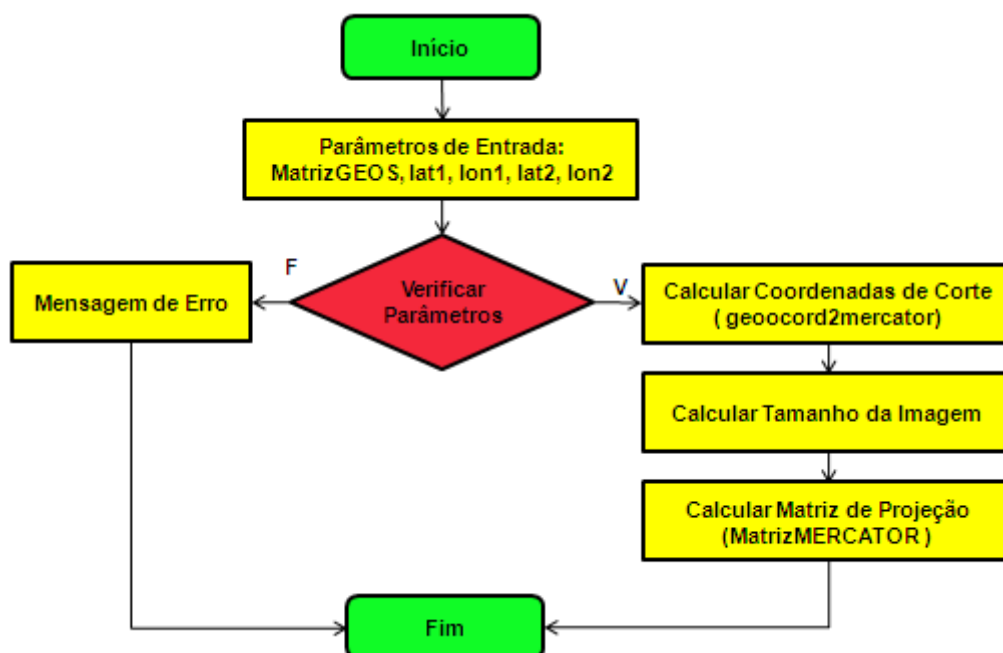 Início
Parâmetros de Entrada:
MatrizGEOS, lat1, lon1, lat2, lon2
F
Verificar
Parâmetros
V
Mensagem de Erro
Calcular Coordenadas de Corte
( geoocord2mercator)
Calcular Tamanho da Imagem
Calcular Matriz de Projeção
(MatrizMERCATOR )
Fim